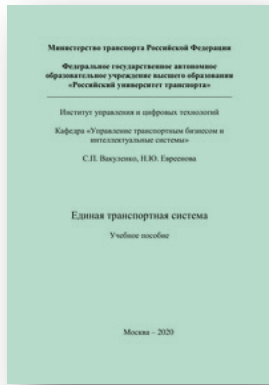 Министерство транспорта Российской Федерации
Федеральное государственное автономное
образовательное учреждение высшего образования
«Российский университет транспорта»
Институт управления и цифровых технологий
Кафедра «Управление транспортным бизнесом и
интеллектуальные системы»
С.П. Вакуленко, Н.Ю. Евреенова
Единая транспортная система
Учебное пособие
Москва – 2020